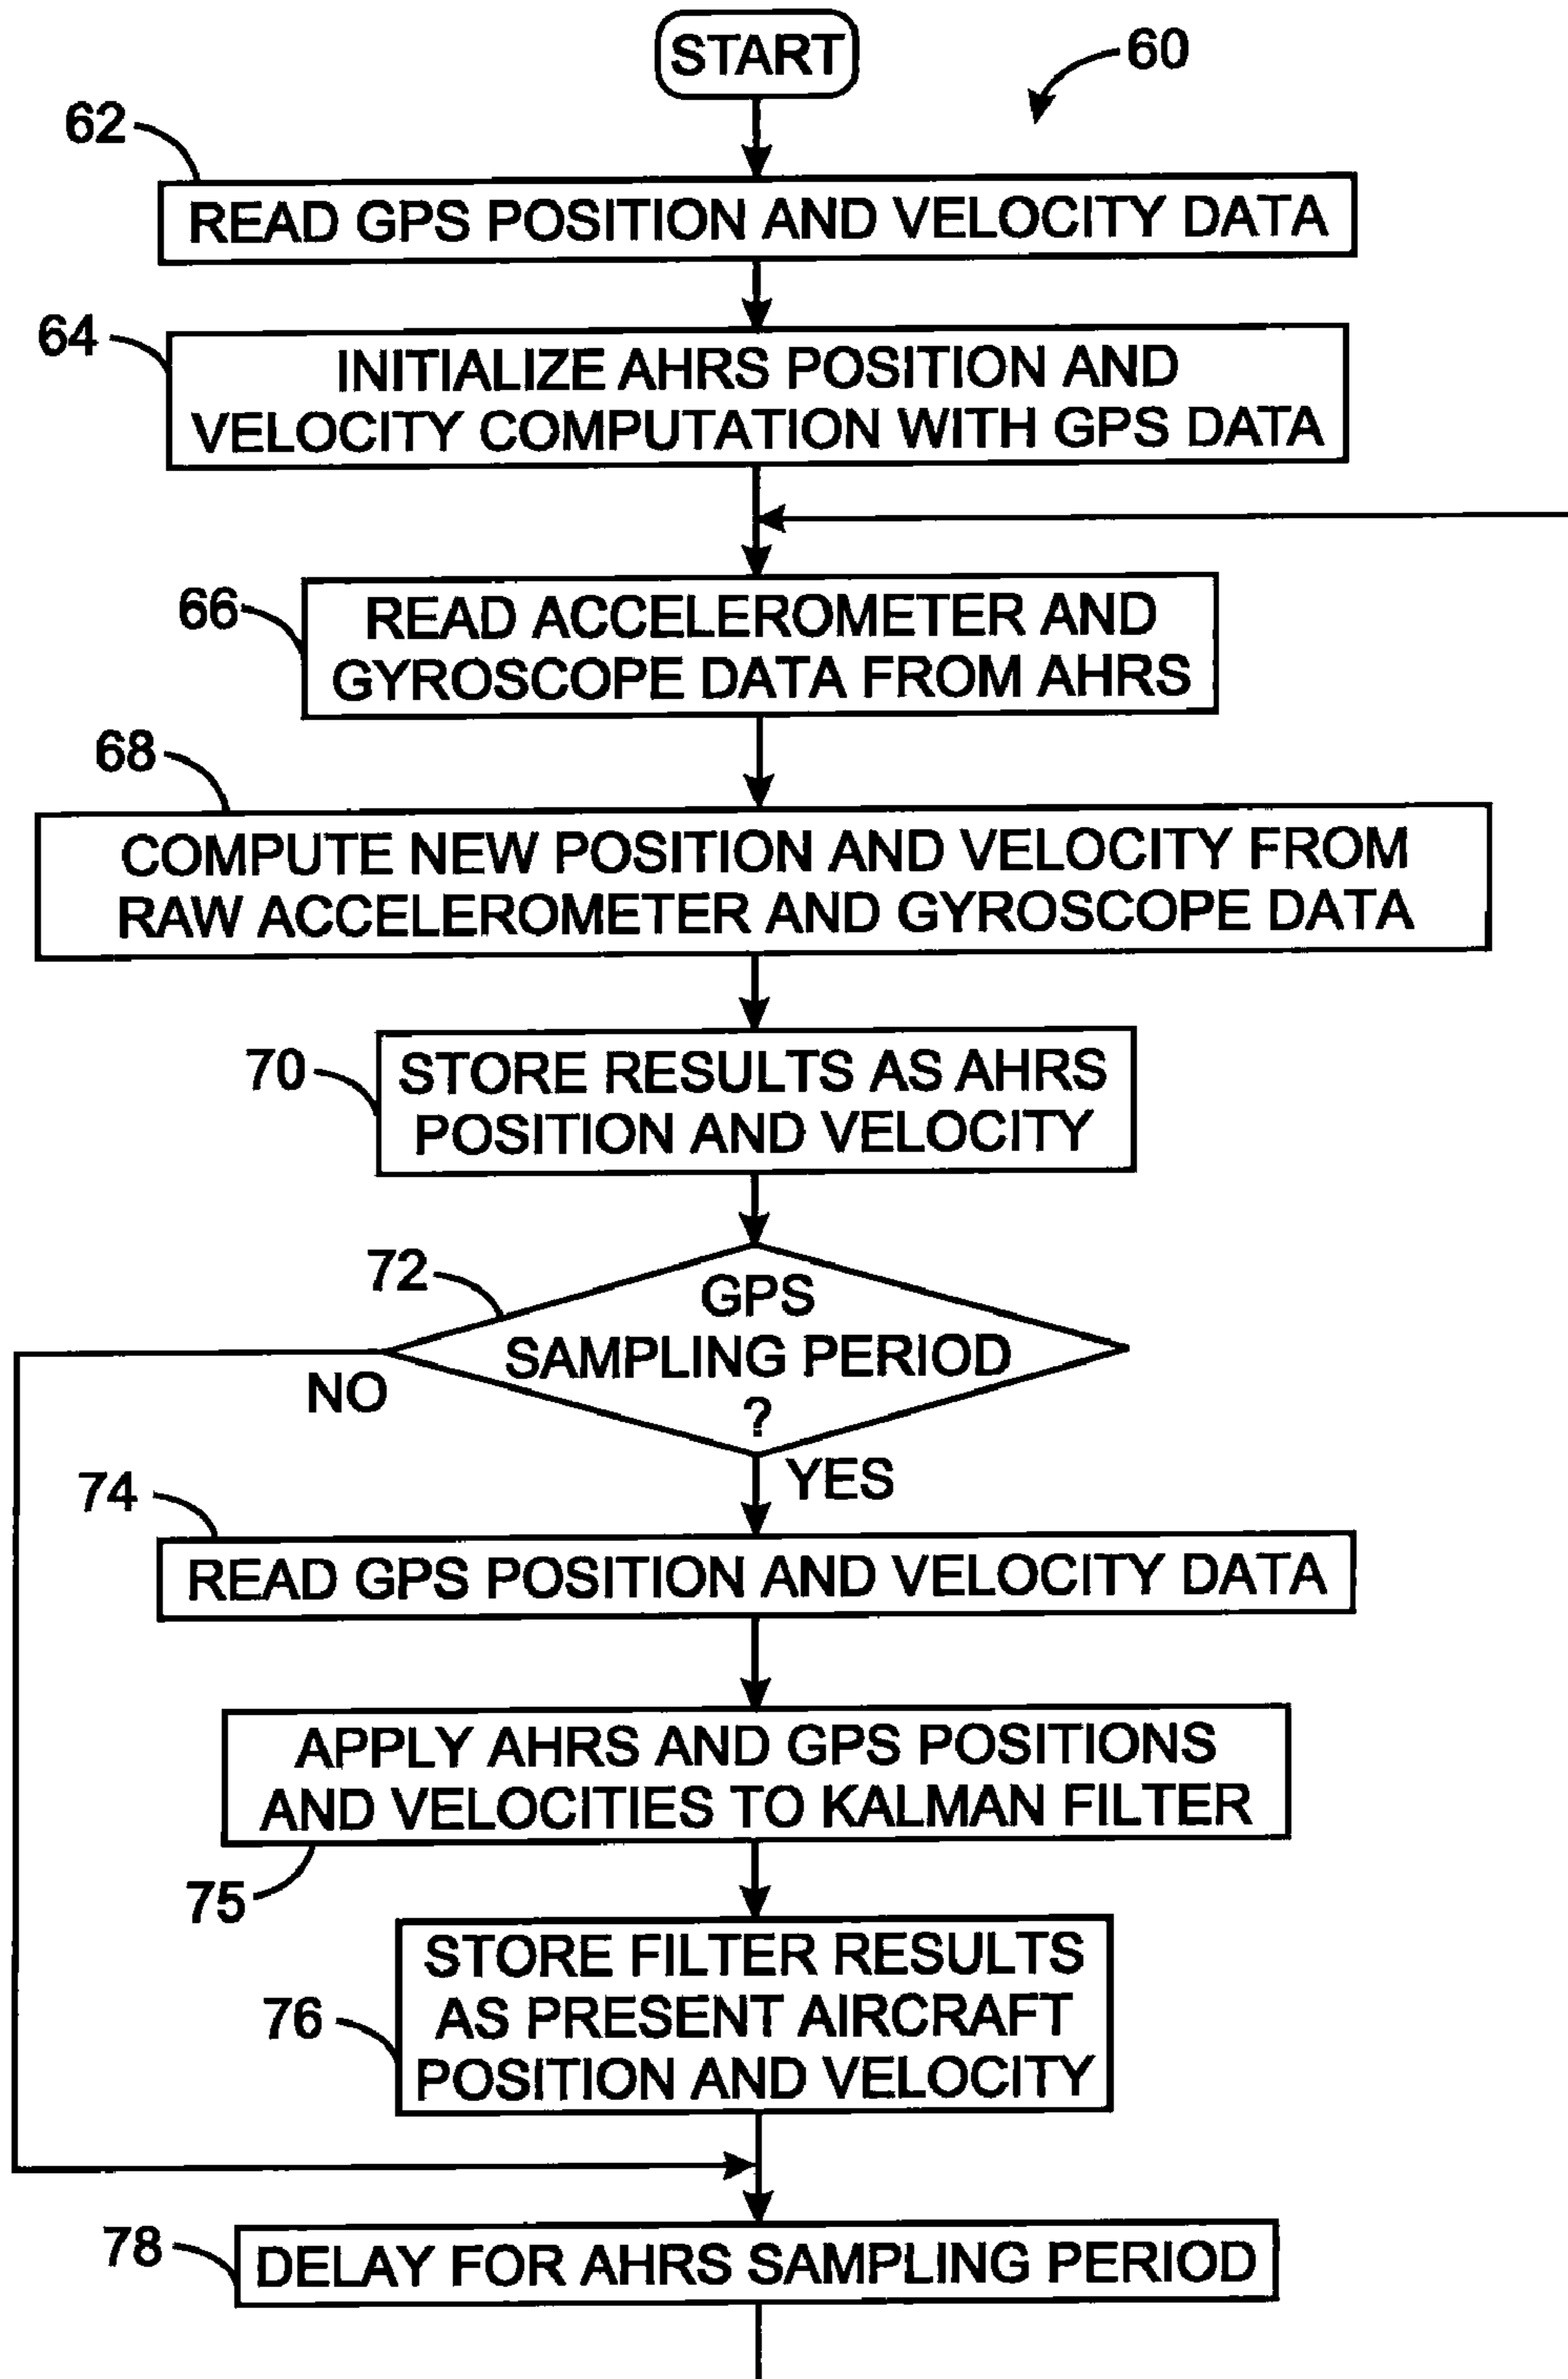 START
60
62
READ GPS POSITION AND VELOCITY DATA
64
INITIALIZE AHRS POSITION AND
VELOCITY COMPUTATION WITH GPS DATA
66
READ ACCELEROMETER AND
GYROSCOPE DATA FROM AHRS
68
COMPUTE NEW POSITION AND VELOCITY FROM
RAW ACCELEROMETER AND GYROSCOPE DATA
70
STORE RESULTS AS AHRS
POSITION AND VELOCITY
72
GPS
SAMPLING PERIOD
?
NO
YES
74
READ GPS POSITION AND VELOCITY DATA
APPLY AHRS AND GPS POSITIONS
AND VELOCITIES TO KALMAN FILTER
75
STORE FILTER RESULTS
AS PRESENT AIRCRAFT
POSITION AND VELOCITY
76
78
DELAY FOR AHRS SAMPLING PERIOD